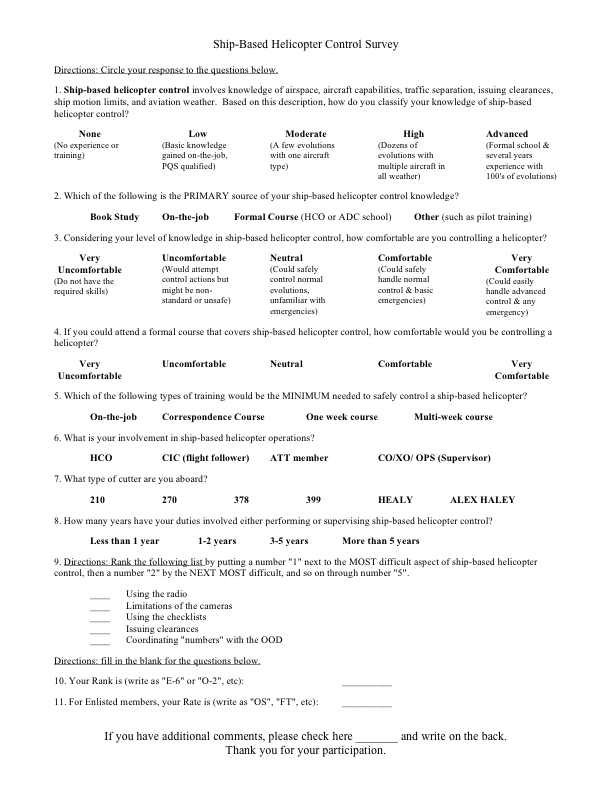 Ship-Based Helicopter Control Survey
Directions: Circle your response to the questions below.
1. Ship-based helicopter control involves knowledge of airspace, aircraft capabilities, traffic separation, issuing clearances,
ship motion limits, and aviation weather.  Based on this description, how do you classify your knowledge of ship-based
helicopter control?
None Low Moderate High Advanced
(No experience or (Basic knowledge (A few evolutions (Dozens of (Formal school &
training) gained on-the-job, with one aircraft evolutions with several years
PQS qualified) type) multiple aircraft in experience with
all weather) 100's of evolutions)
2. Which of the following is the PRIMARY source of your ship-based helicopter control knowledge?
Book Study On-the-job Formal Course (HCO or ADC school) Other (such as pilot training)
3. Considering your level of knowledge in ship-based helicopter control, how comfortable are you controlling a helicopter?
Very Uncomfortable Neutral Comfortable Very
Uncomfortable (Would attempt (Could safely (Could safely Comfortable
(Do not have the control actions but control normal handle normal (Could easily
required skills) might be non- evolutions, control & basic handle advanced
standard or unsafe) unfamiliar with emergencies) control & any
emergencies) emergency)
4. If you could attend a formal course that covers ship-based helicopter control, how comfortable would you be controlling a
helicopter?
Very Uncomfortable Neutral Comfortable Very
Uncomfortable Comfortable
5. Which of the following types of training would be the MINIMUM needed to safely control a ship-based helicopter?
On-the-job Correspondence Course One week course Multi-week course
6. What is your involvement in ship-based helicopter operations?
HCO CIC (flight follower) ATT member CO/XO/ OPS (Supervisor)
7. What type of cutter are you aboard?
210 270 378 399 HEALY ALEX HALEY
8. How many years have your duties involved either performing or supervising ship-based helicopter control?
Less than 1 year 1-2 years 3-5 years More than 5 years
9. Directions: Rank the following list by putting a number "1" next to the MOST difficult aspect of ship-based helicopter
control, then a number "2" by the NEXT MOST difficult, and so on through number "5".
____ Using the radio
____ Limitations of the cameras
____ Using the checklists
____ Issuing clearances
____ Coordinating "numbers" with the OOD
Directions: fill in the blank for the questions below.
10. Your Rank is (write as "E-6" or "O-2", etc): __________
11. For Enlisted members, your Rate is (write as "OS", "FT", etc): __________
If you have additional comments, please check here _______ and write on the back.
Thank you for your participation.